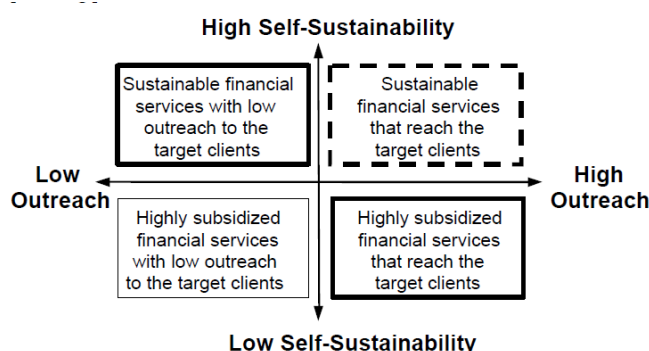 High Self-Sustainability
Sustainable financial
services with low
outreach to the
target clients
Sustainable
financial services
that reach the
target clients
Low
Outreach
High
Outreach
Highly subsidized
financial services
with low outreach
to the target clients
Highly subsidized
financial services
that reach the
target clients
Low Self-Sustainability